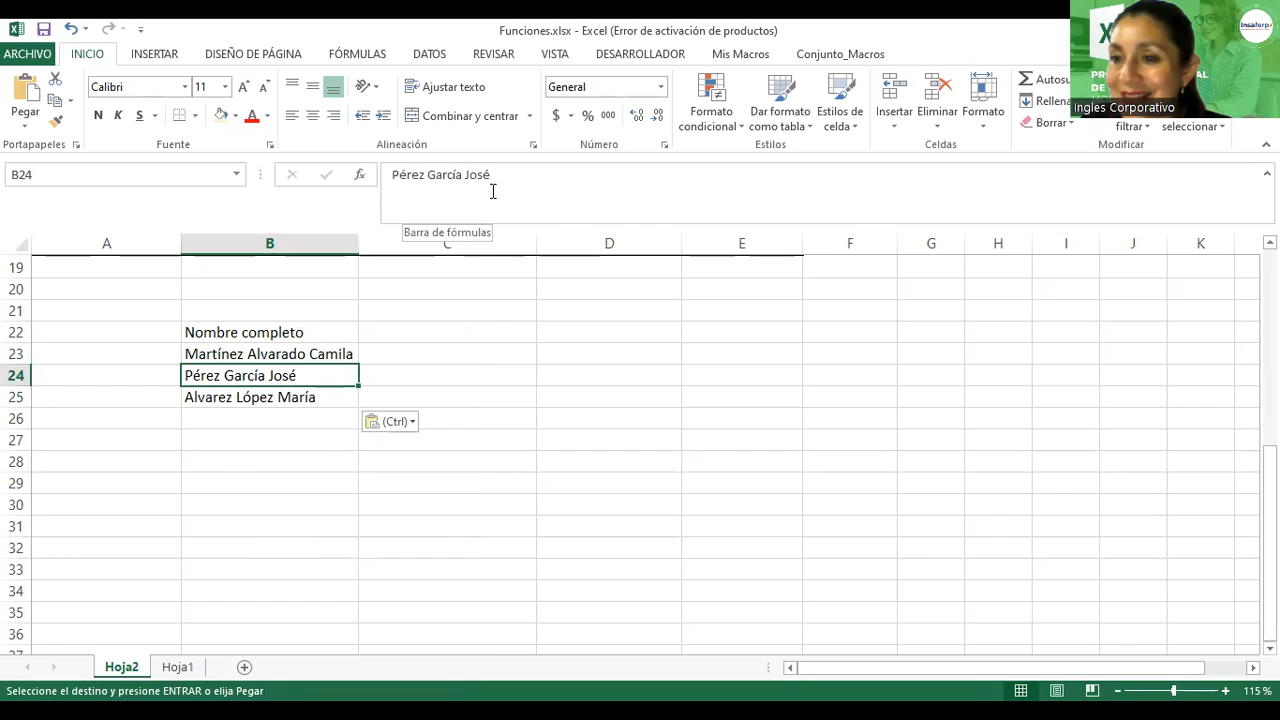 Funciones.xlsx - Excel (Error de activación de productos)
ARCHIVO INICIO INSERTAR DISEÑO DE PÁGINA FÓRMULAS DATOS REVISAR VISTA DESARROLLADOR Mis Macros Conjunto_Macros
Insaforp
Ingles Corporativo
Pegar
Portapapeles
Calibri 11
N K S
Fuente
Ajustar texto
Combinar y centrar
Alineación
General
$ % 000
Número
Formato condicional
Dar formato como tabla
Estilos de celda
Estilos
Insertar
Eliminar
Formato
Celdas
Autosu
Rellena
Borrar
filtrar
seleccionar
Modificar
B24
fx
Pérez García José
Barra de fórmulas
A B C D E F G H I J K
19
20
21
22 Nombre completo
23 Martínez Alvarado Camila
24 Pérez García José
25 Alvarez López María
26 (Ctrl)
27
28
29
30
31
32
33
34
35
36
Hoja2 Hoja1
Seleccione el destino y presione ENTRAR o elija Pegar
115 %